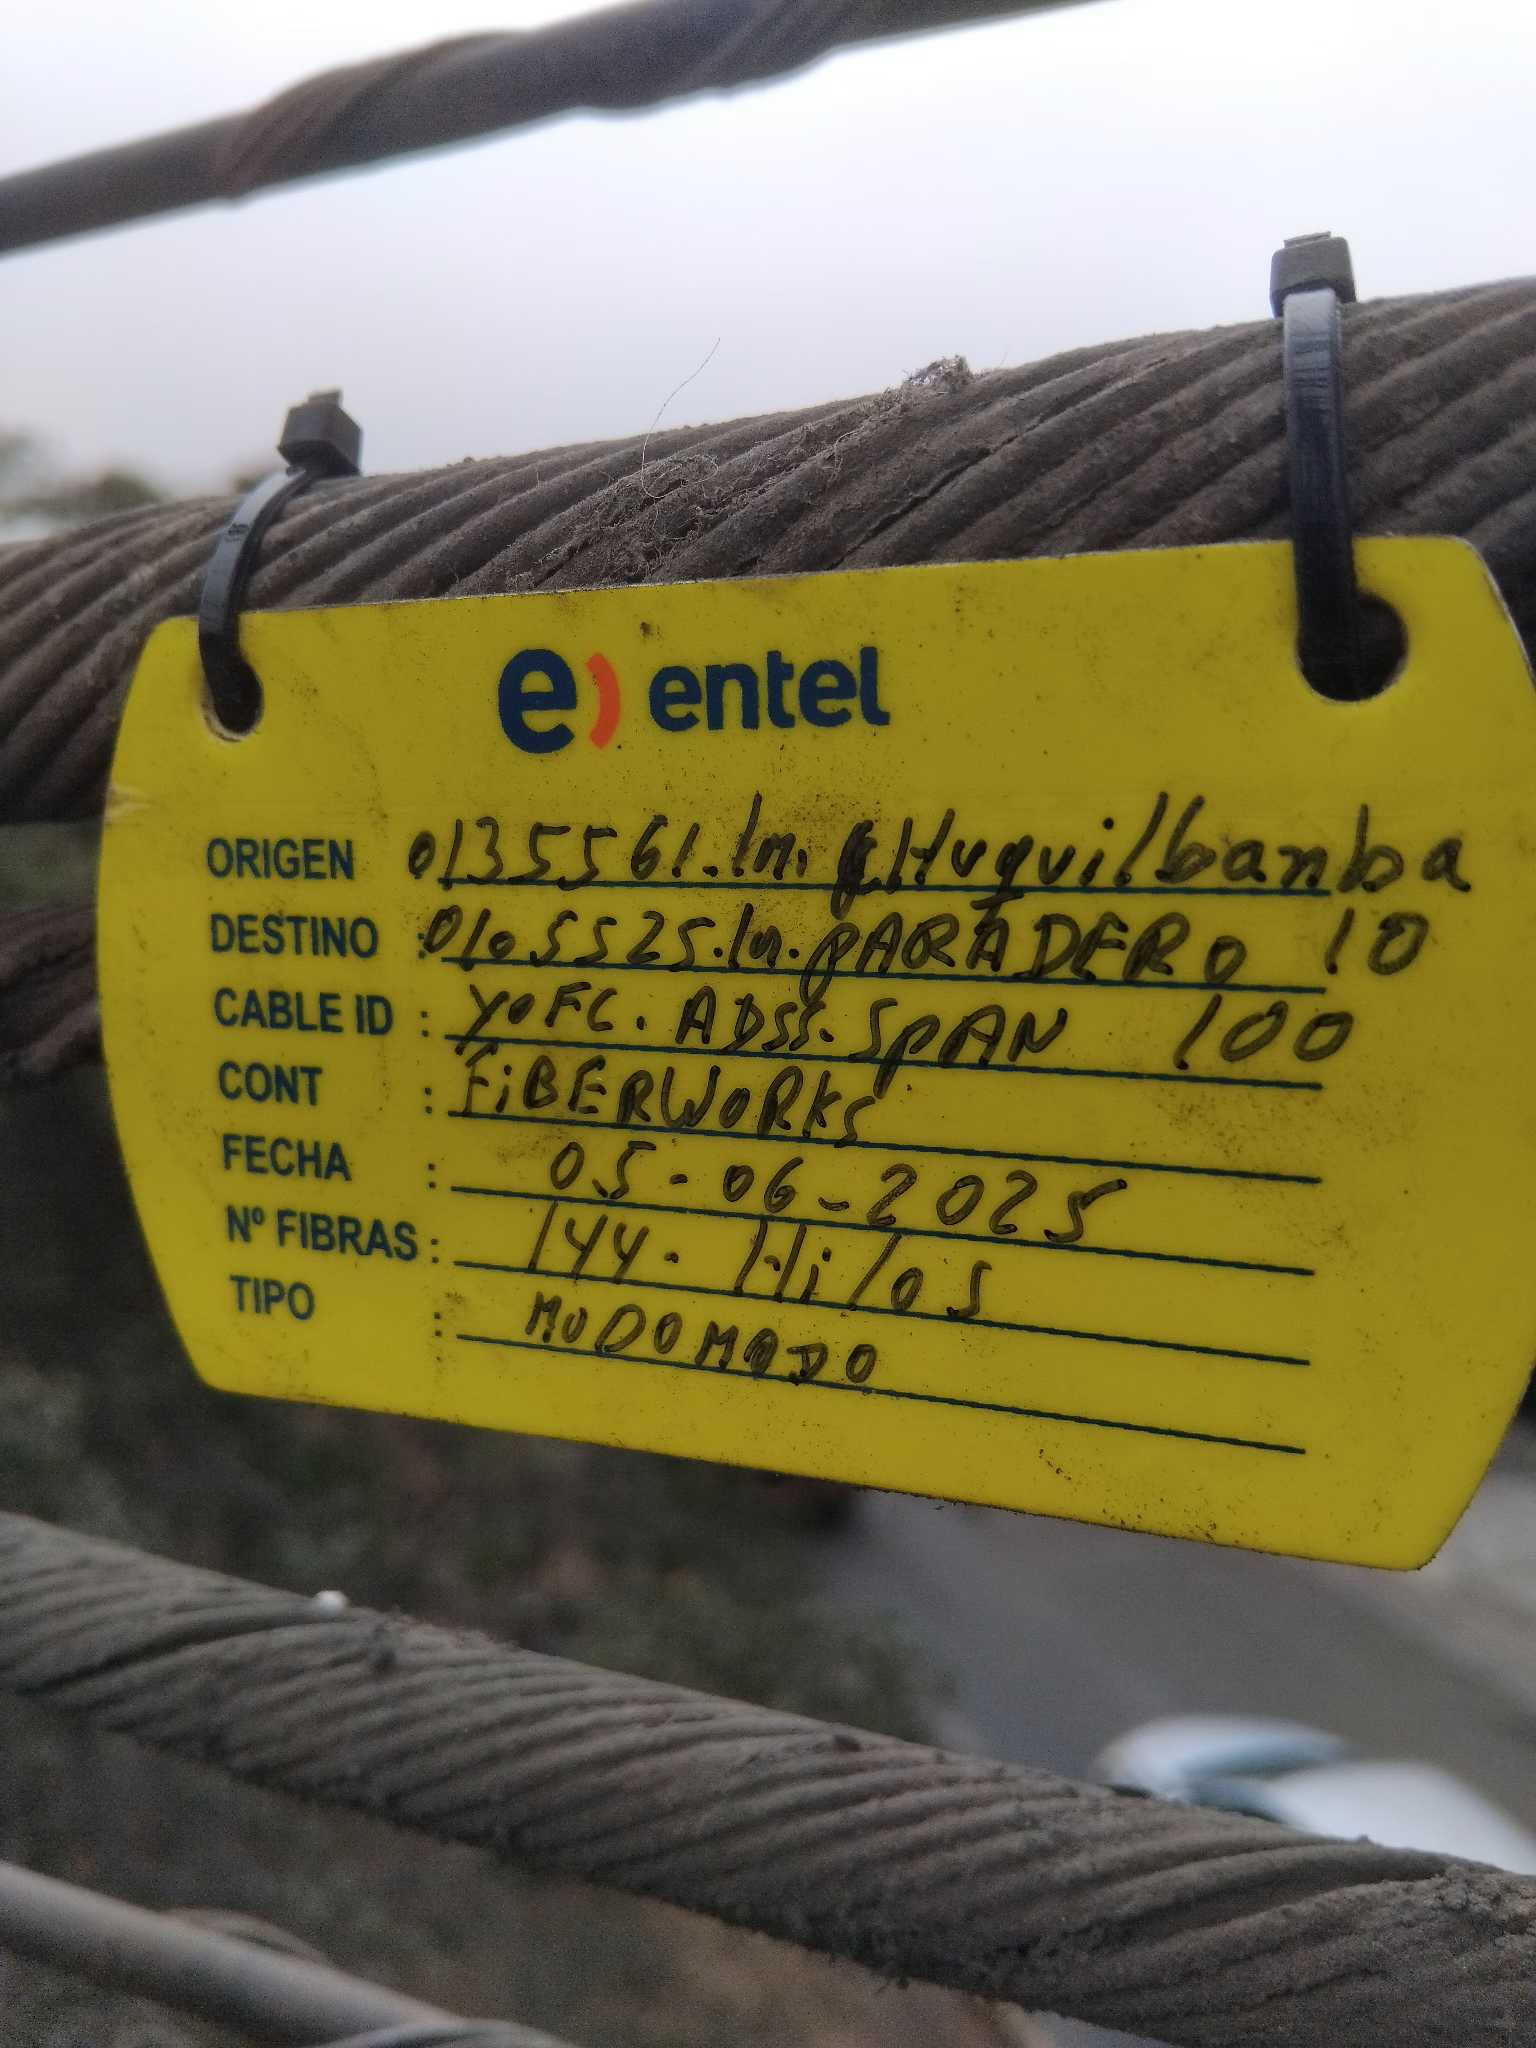 e) entel
ORIGEN 0135561.lm. Huquilbamba
DESTINO : 0105525.lm.PARADERO 10
CABLE ID : YOFC. ADSS. SPAN 100
CONT : FiBERWORKS
FECHA : 05-06-2025
Nº FIBRAS : 144. Hilos
TIPO : MODOMODO